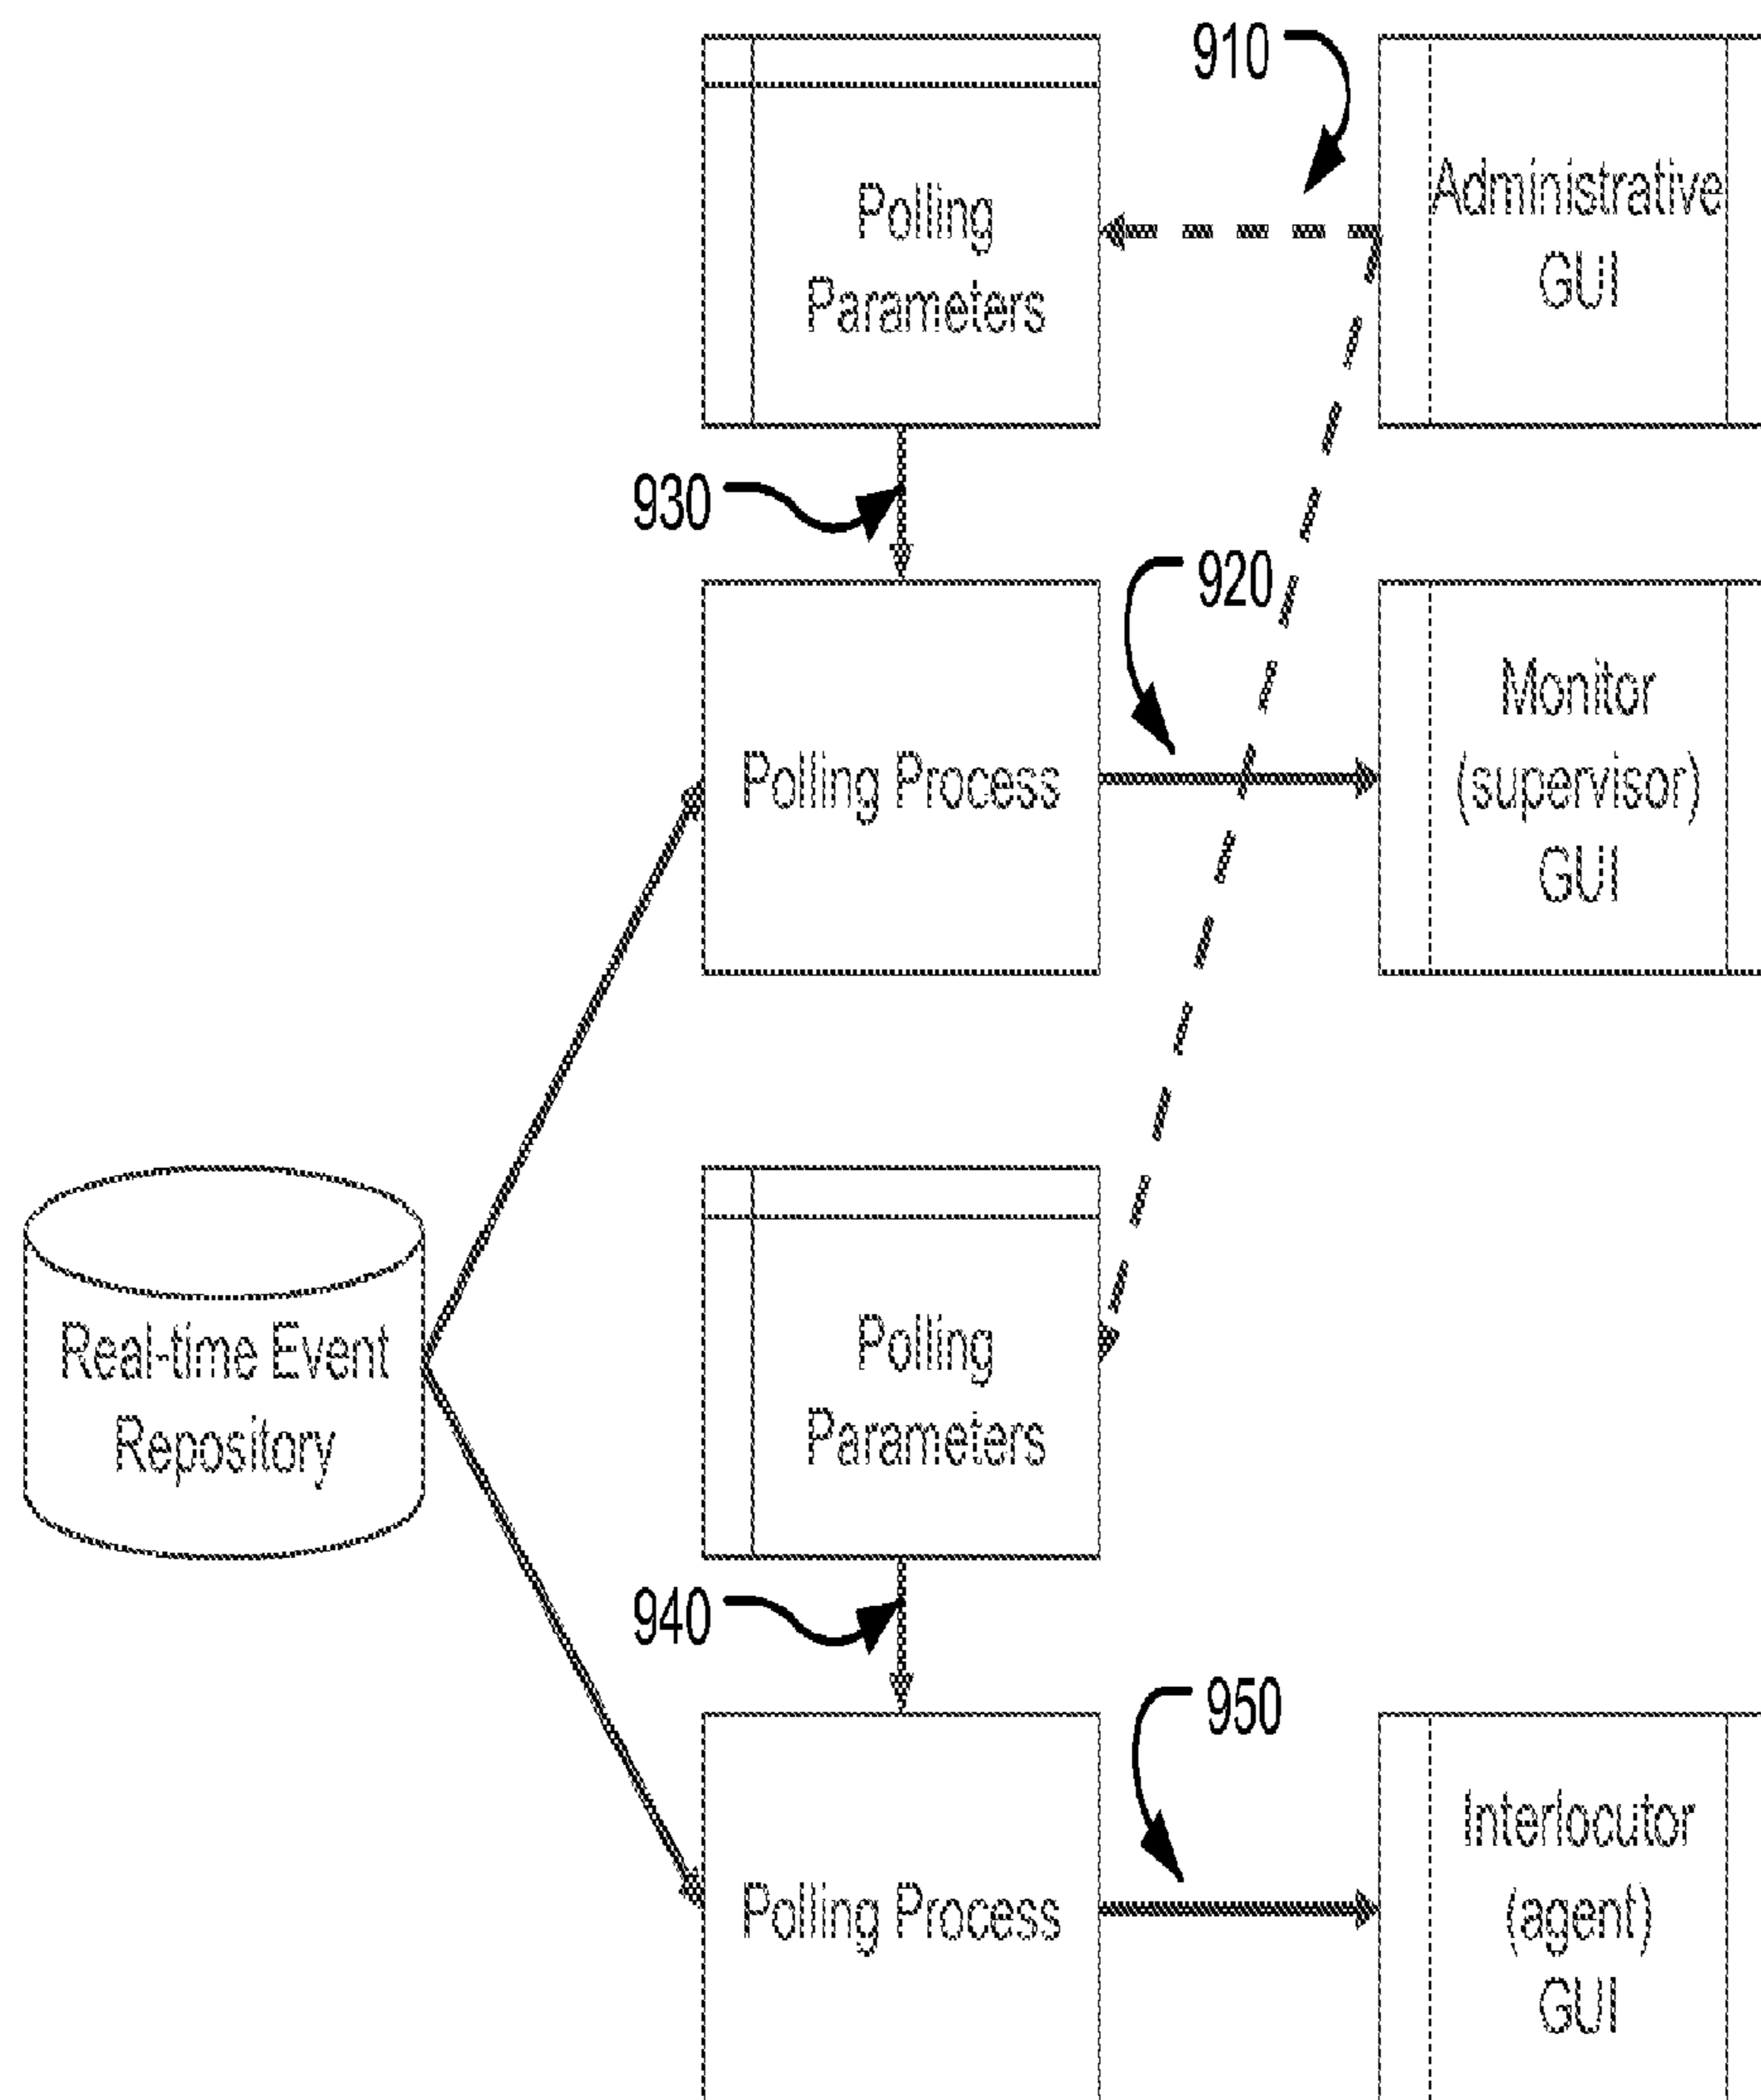 910
Polling
Parameters
Administrative
GUI
930
920
Polling Process
Monitor
(supervisor)
GUI
Real-time Event
Repository
Polling
Parameters
940
950
Polling Process
Interlocutor
(agent)
GUI